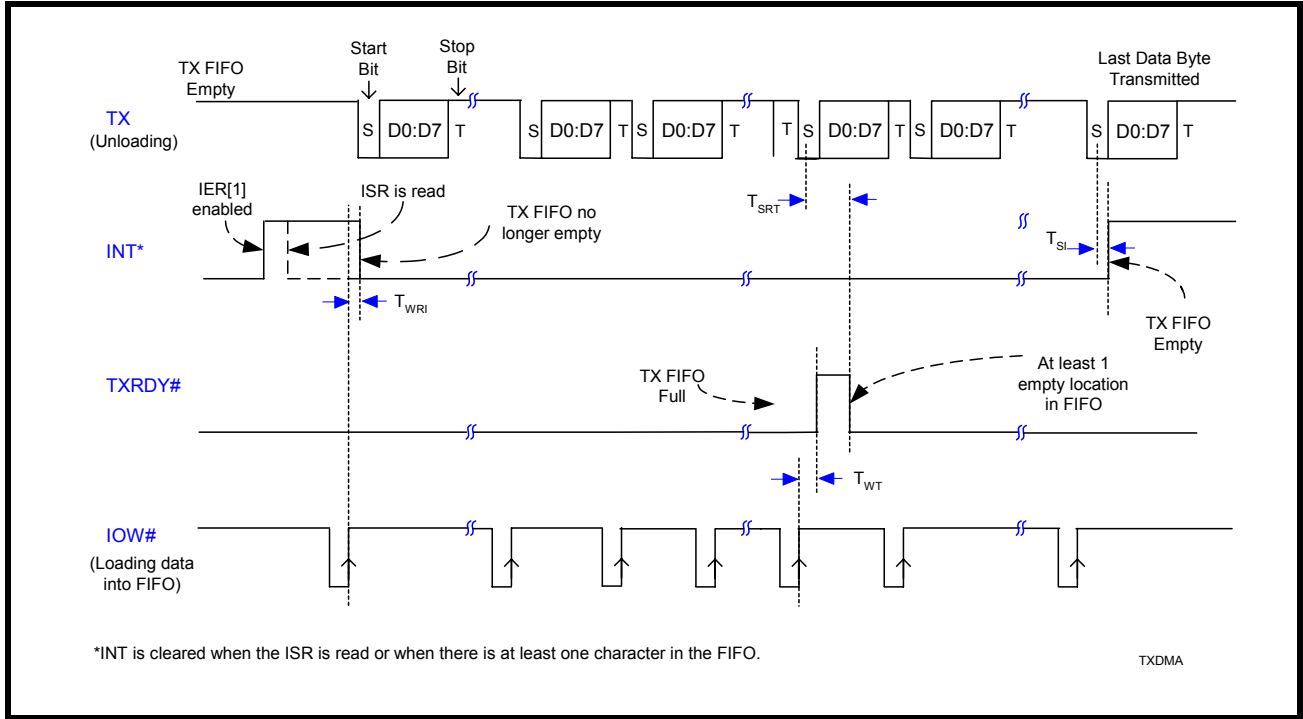 TX FIFO
Empty
Start
Bit
Stop
Bit
Last Data Byte
Transmitted
TX
(Unloading)
S D0:D7 T S D0:D7 T S D0:D7 T T S D0:D7 T S D0:D7 T S D0:D7 T
IER[1]
enabled
ISR is read
TX FIFO no
longer empty
TSRT
TSI
INT*
TWRI
TX FIFO
Empty
TXRDY#
TX FIFO
Full
At least 1
empty location
in FIFO
TWT
IOW#
(Loading data
into FIFO)
*INT is cleared when the ISR is read or when there is at least one character in the FIFO.
TXDMA